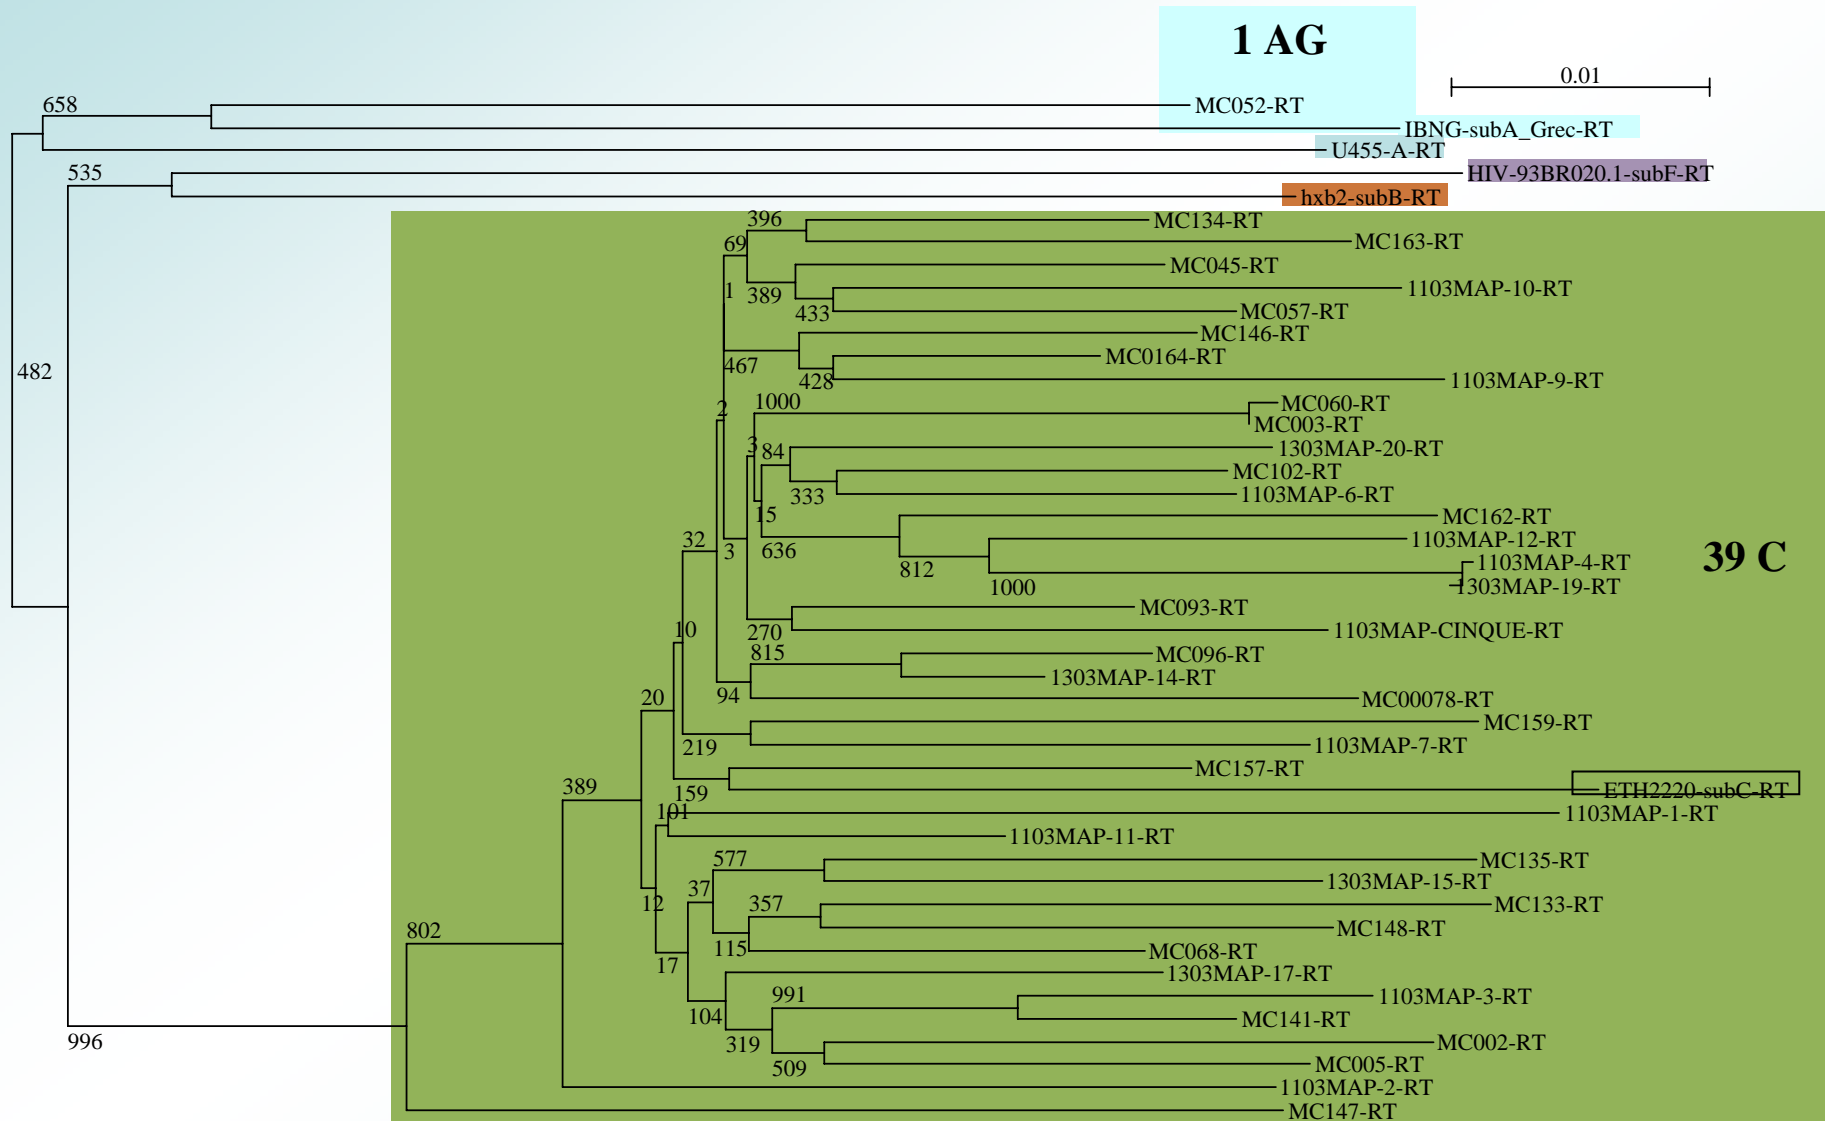 1 AG
0.01
658
MC052-RT
IBNG-subA_Grec-RT
U455-A-RT
535
HIV-93BR020.1-subF-RT
hxb2-subB-RT
482
396
MC134-RT
69
MC163-RT
MC045-RT
1
389
1103MAP-10-RT
433
MC057-RT
MC146-RT
467
MC0164-RT
428
1103MAP-9-RT
2
1000
MC060-RT
MC003-RT
3
84
1303MAP-20-RT
MC102-RT
333
1103MAP-6-RT
15
MC162-RT
32
3
636
1103MAP-12-RT
39 C
812
1103MAP-4-RT
1000
1303MAP-19-RT
MC093-RT
10
270
1103MAP-CINQUE-RT
815
MC096-RT
1303MAP-14-RT
20
94
MC00078-RT
MC159-RT
219
1103MAP-7-RT
MC157-RT
389
159
ETH2220-subC-RT
101
1103MAP-1-RT
1103MAP-11-RT
577
MC135-RT
37
1303MAP-15-RT
12
357
MC133-RT
802
MC148-RT
115
MC068-RT
17
1303MAP-17-RT
991
1103MAP-3-RT
104
MC141-RT
996
319
MC002-RT
509
MC005-RT
1103MAP-2-RT
MC147-RT